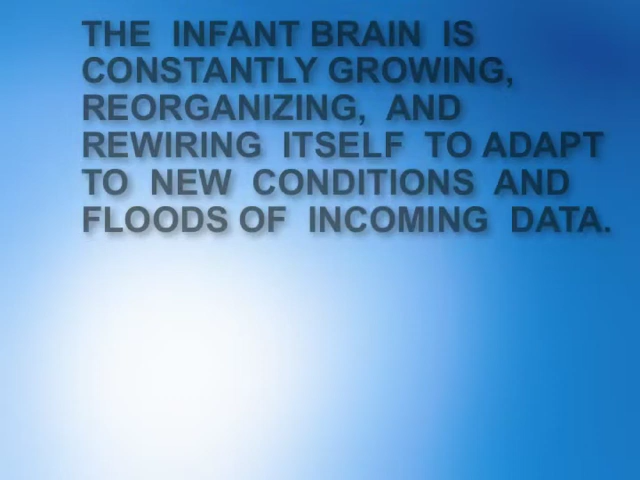 THE INFANT BRAIN IS
CONSTANTLY GROWING,
REORGANIZING, AND
REWIRING ITSELF TO ADAPT
TO NEW CONDITIONS AND
FLOODS OF INCOMING DATA.